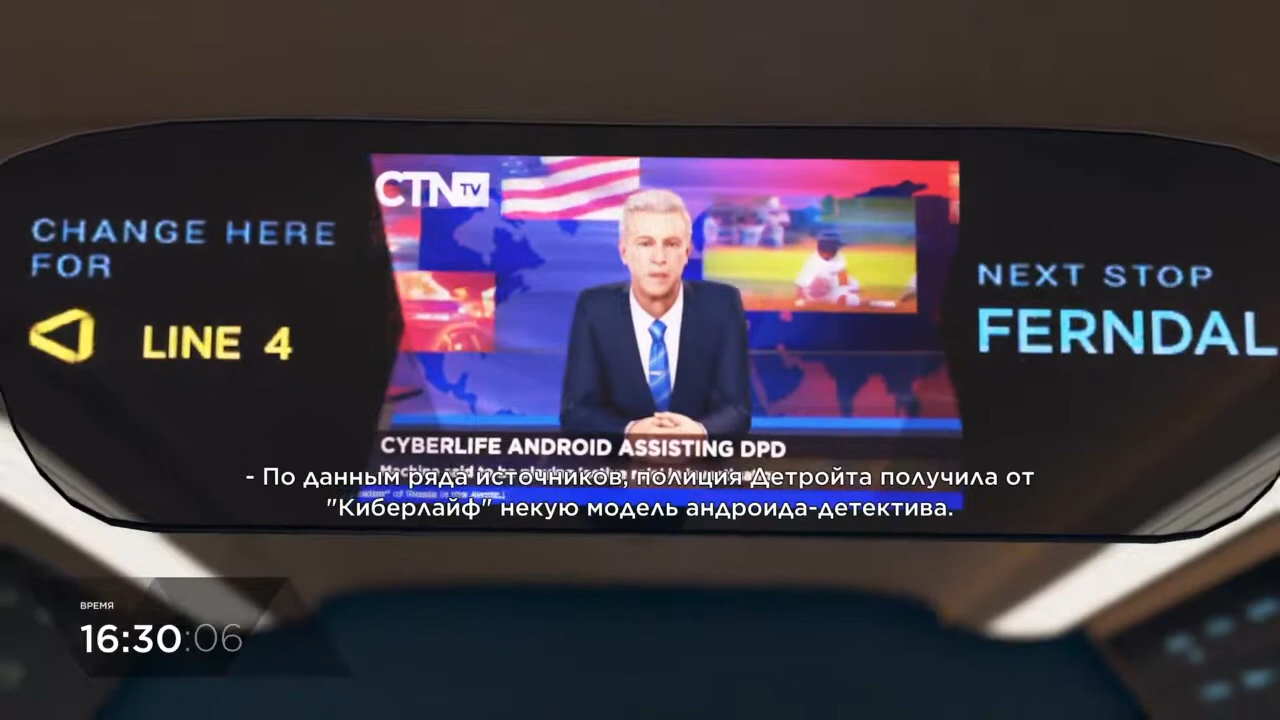 CTN TV
CHANGE HERE
FOR
LINE 4
NEXT STOP
FERNDAL
CYBERLIFE ANDROID ASSISTING DPD
- По данным ряда источников, полиция Детройта получила от
"Киберлайф" некую модель андроида-детектива.
ВРЕМЯ
16:30:06